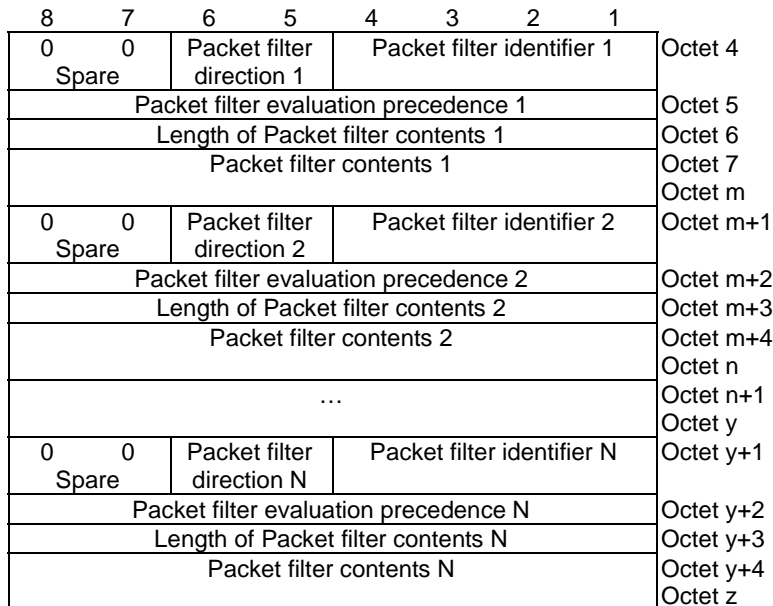 8 7 6 5 4 3 2 1
0 0 Packet filter Packet filter identifier 1 Octet 4
Spare direction 1
Packet filter evaluation precedence 1 Octet 5
Length of Packet filter contents 1 Octet 6
Packet filter contents 1 Octet 7
Octet m
0 0 Packet filter Packet filter identifier 2 Octet m+1
Spare direction 2
Packet filter evaluation precedence 2 Octet m+2
Length of Packet filter contents 2 Octet m+3
Packet filter contents 2 Octet m+4
Octet n
… Octet n+1
Octet y
0 0 Packet filter Packet filter identifier N Octet y+1
Spare direction N
Packet filter evaluation precedence N Octet y+2
Length of Packet filter contents N Octet y+3
Packet filter contents N Octet y+4
Octet z